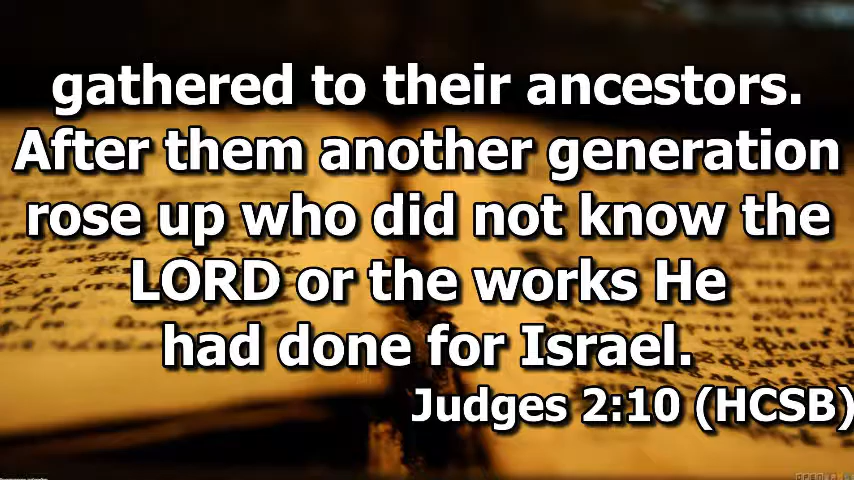 gathered to their ancestors.
After them another generation
rose up who did not know the
LORD or the works He
had done for Israel.
Judges 2:10 (HCSB)